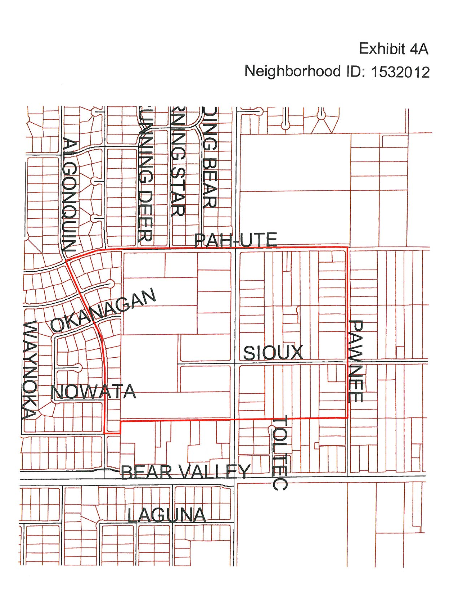 Exhibit 4A
Neighborhood ID: 1532012
ALGONQUIN
RUNNING DEER
RNING STAR
DING BEAR
PAH-UTE
OKANAGAN
WAYNOKA
NOWATA
SIOUX
PAWNEE
TOLTEC
BEAR VALLEY
LAGUNA